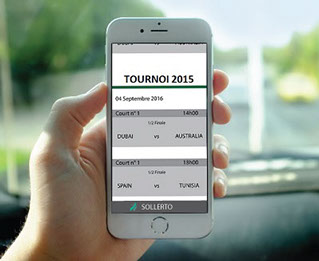 TOURNOI 2015
04 Septembre 2016
Court n° 1 14h00
1/2 Finale
DUBAI vs AUSTRALIA
Court n° 1 16h00
1/2 Finale
SPAIN vs TUNISIA
SOLLERTO